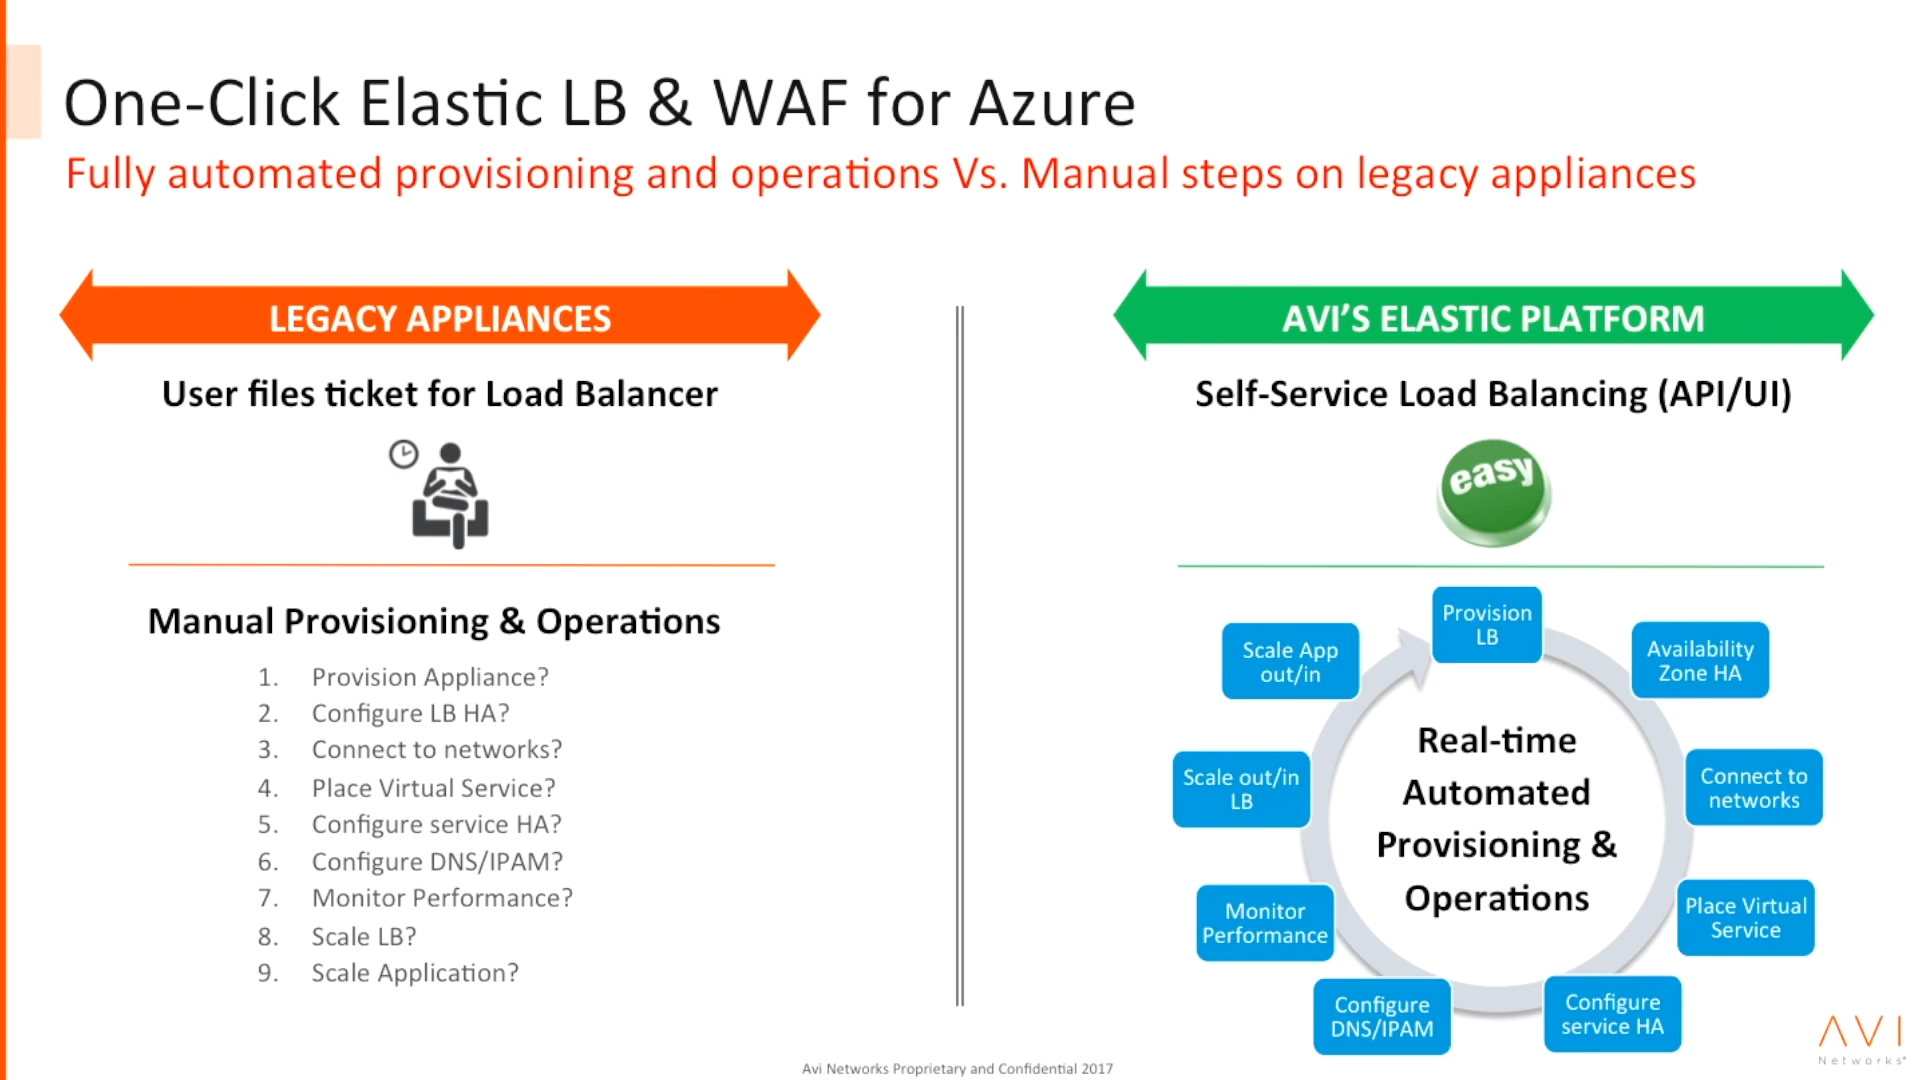 One-Click Elastic LB & WAF for Azure
Fully automated provisioning and operations Vs. Manual steps on legacy appliances
LEGACY APPLIANCES
User files ticket for Load Balancer
Manual Provisioning & Operations
1. Provision Appliance?
2. Configure LB HA?
3. Connect to networks?
4. Place Virtual Service?
5. Configure service HA?
6. Configure DNS/IPAM?
7. Monitor Performance?
8. Scale LB?
9. Scale Application?
AVI'S ELASTIC PLATFORM
Self-Service Load Balancing (API/UI)
easy
Provision
LB
Availability
Zone HA
Connect to
networks
Place Virtual
Service
Configure
service HA
Configure
DNS/IPAM
Monitor
Performance
Scale out/in
LB
Scale App
out/in
Real-time
Automated
Provisioning &
Operations
Avi Networks Proprietary and Confidential 2017
AVI
Networks